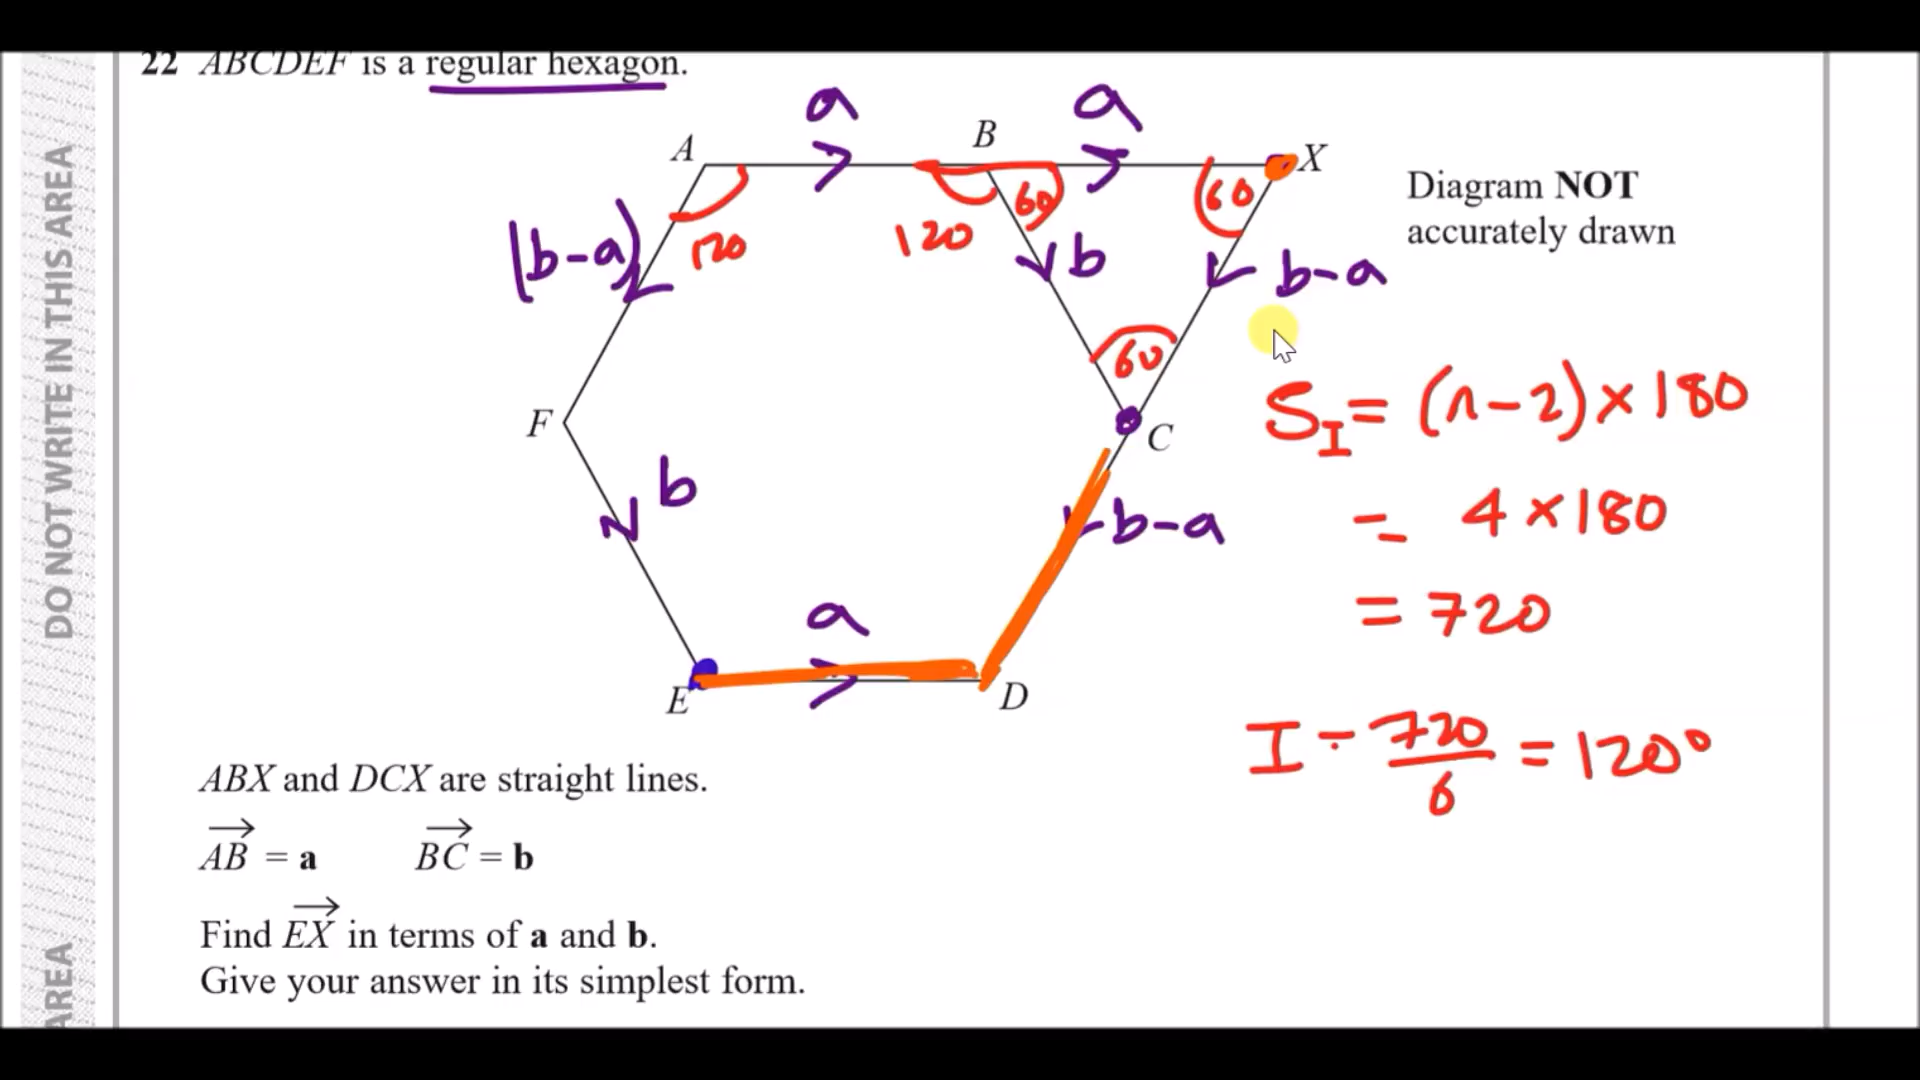 22 ABCDEF is a regular hexagon.
a
a
A
B
X
Diagram NOT
accurately drawn
(b-a)
120
120
60
60
b
b-a
60
F
C
S_I = (n-2) × 180
b
b-a
= 4 × 180
= 720
a
E
D
I = 720/6 = 120°
ABX and DCX are straight lines.
AB = a BC = b
Find EX in terms of a and b.
Give your answer in its simplest form.
DO NOT WRITE IN THIS AREA
AREA